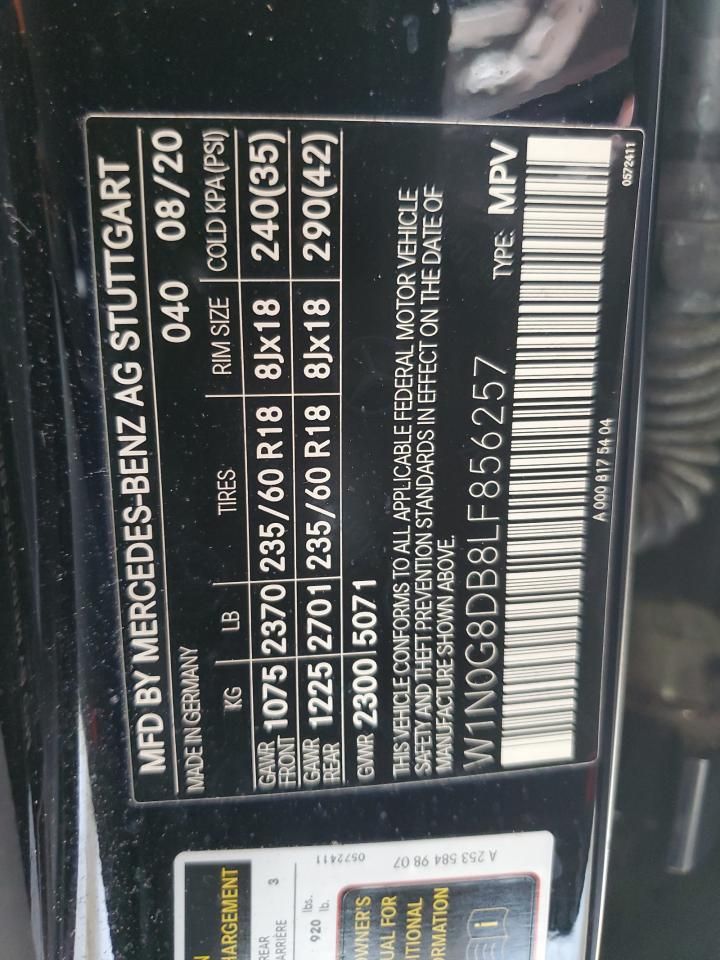 MFD BY MERCEDES-BENZ AG STUTTGART
MADE IN GERMANY 040 08/20
KG LB TIRES RIM SIZE COLD KPA(PSI)
GAWR FRONT 1075 2370 235/60 R18 8Jx18 240(35)
GAWR REAR 1225 2701 235/60 R18 8Jx18 290(42)
GVWR 2300 5071
THIS VEHICLE CONFORMS TO ALL APPLICABLE FEDERAL MOTOR VEHICLE
SAFETY AND THEFT PREVENTION STANDARDS IN EFFECT ON THE DATE OF
MANUFACTURE SHOWN ABOVE.
W1N0G8DB8LF856257 TYPE: MPV
A 000 817 54 04
0572411
HARGEMENT
REAR 3
ARRIÈRE
lbs.
920 lb.
OWNER'S
UAL FOR
ITIONAL
ORMATION
i
0572411
A 253 584 98 07